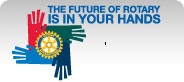 THE FUTURE OF ROTARY
IS IN YOUR HANDS